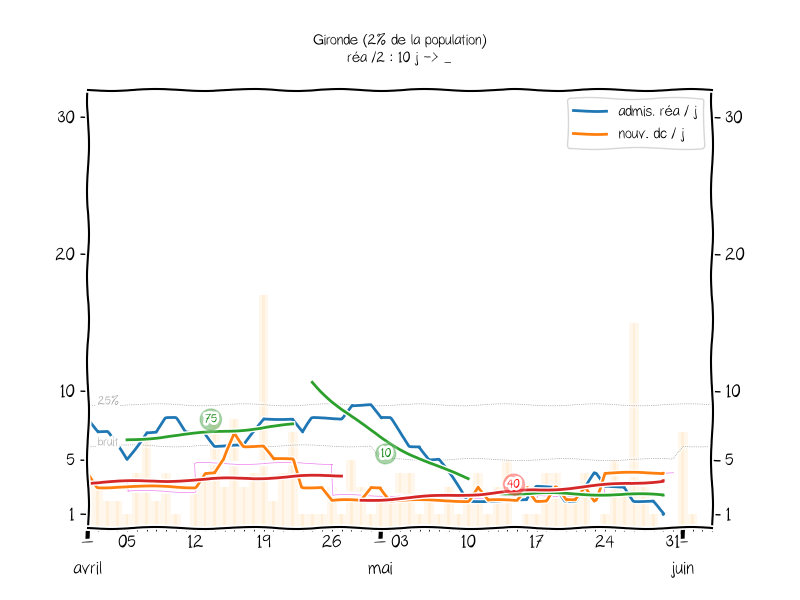 Gironde (2% de la population)
réa /2 : 10 j -> _
admis. réa / j
nouv. dc / j
30 30
20 20
10 10
5 5
1 1
25%
bruit
75
10
40
05 12 19 26 03 10 17 24 31
avril mai juin